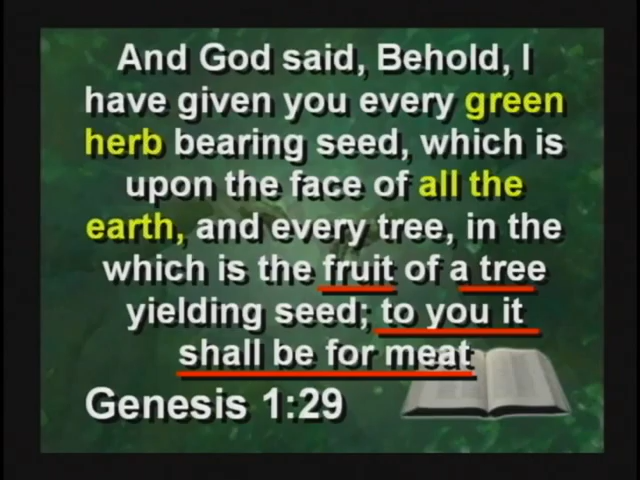 And God said, Behold, I
have given you every green
herb bearing seed, which is
upon the face of all the
earth, and every tree, in the
which is the fruit of a tree
yielding seed; to you it
shall be for meat
Genesis 1:29